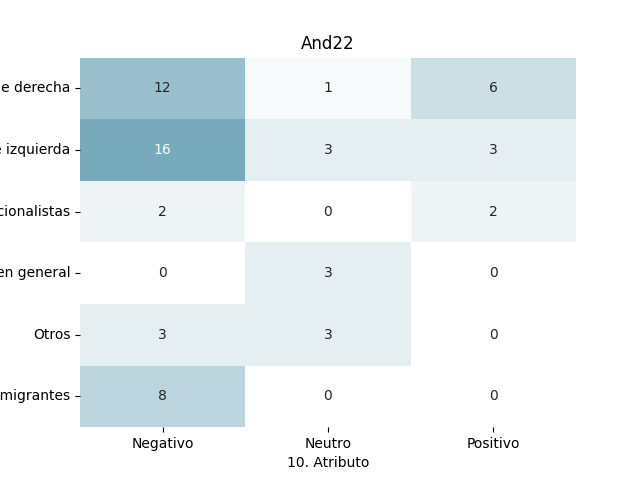 And22
e derecha 12 1 6
izquierda 16 3 3
cionalistas 2 0 2
en general 0 3 0
Otros 3 3 0
migrantes 8 0 0
Negativo Neutro Positivo
10. Atributo